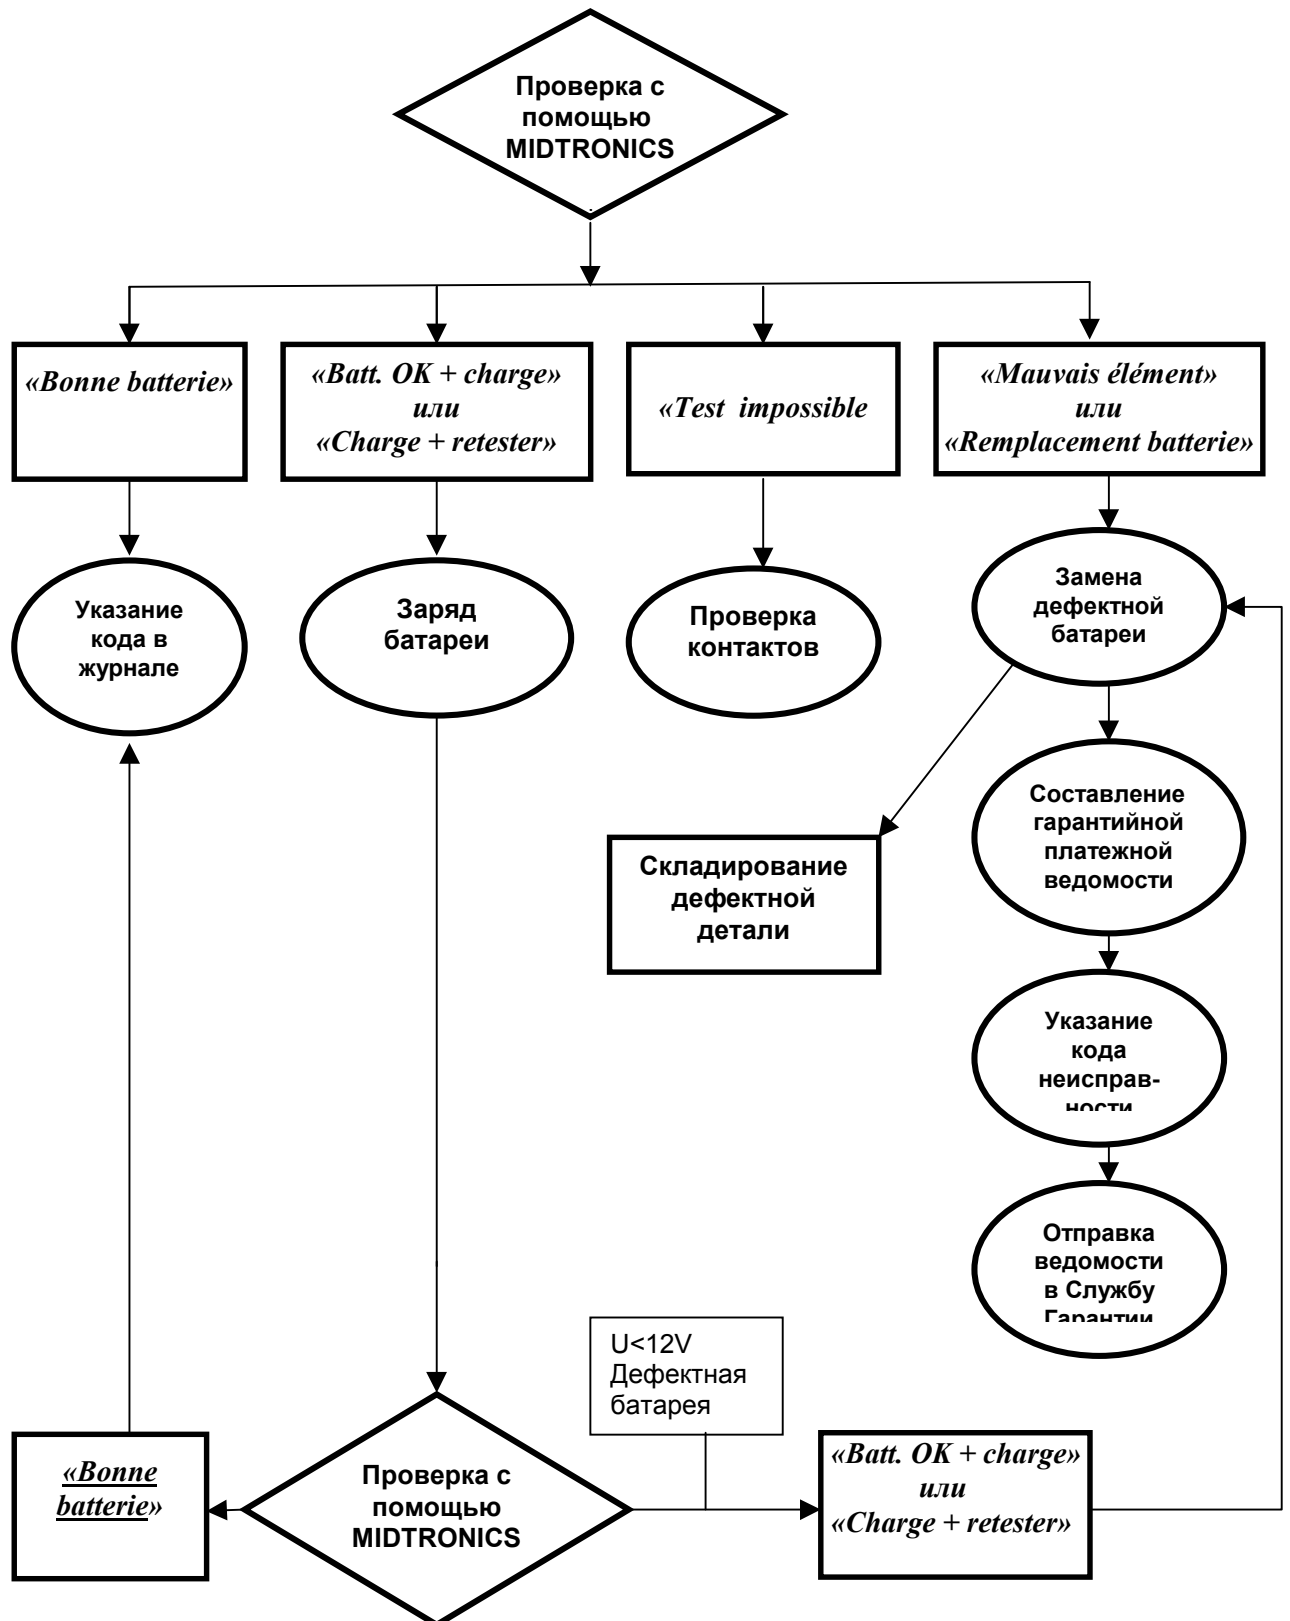 Проверка с
помощью
MIDTRONICS
«Bonne batterie»
«Batt. OK + charge»
или
«Charge + retester»
«Test impossible
«Mauvais élément»
или
«Remplacement batterie»
Указание
кода в
журнале
Заряд
батареи
Проверка
контактов
Замена
дефектной
батареи
Складирование
дефектной
детали
Составление
гарантийной
платежной
ведомости
Указание
кода
неисправ-
ности
Отправка
ведомости
в Службу
Гарантии
U<12V
Дефектная
батарея
«Bonne
batterie»
Проверка с
помощью
MIDTRONICS
«Batt. OK + charge»
или
«Charge + retester»